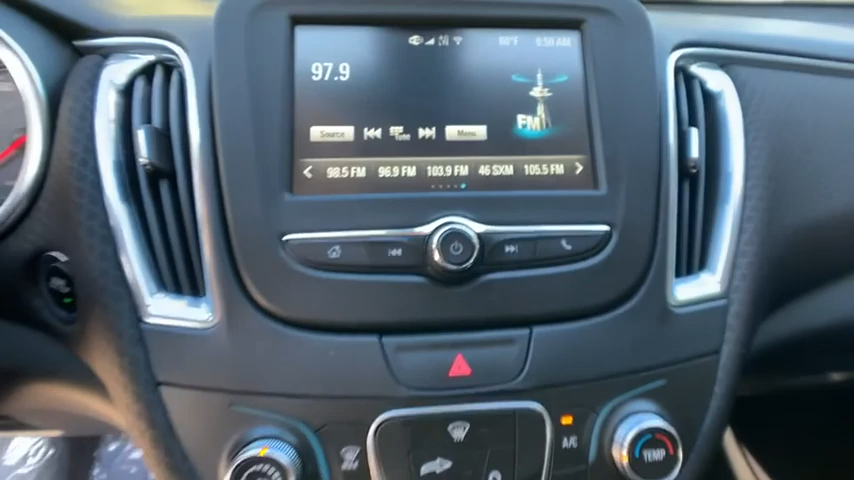 97.9
FM
Source
Tune
Menu
98.5 FM 96.9 FM 103.9 FM 46 SXM 105.5 FM
A/C
TEMP